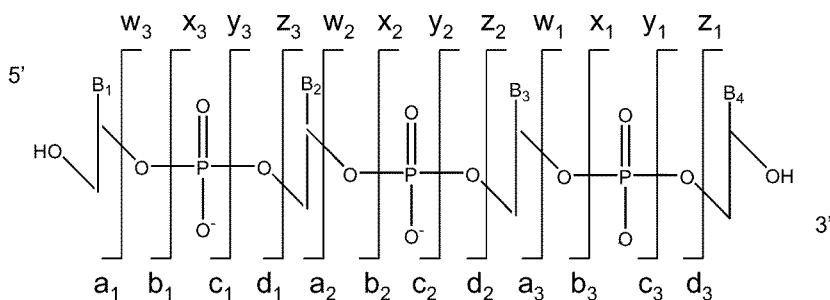 w₃ x₃ y₃ z₃ w₂ x₂ y₂ z₂ w₁ x₁ y₁ z₁
5’
B₁ B₂ B₃ B₄
O O O
HO O P O O P O O P O OH
O⁻ O⁻ O
3’
a₁ b₁ c₁ d₁ a₂ b₂ c₂ d₂ a₃ b₃ c₃ d₃